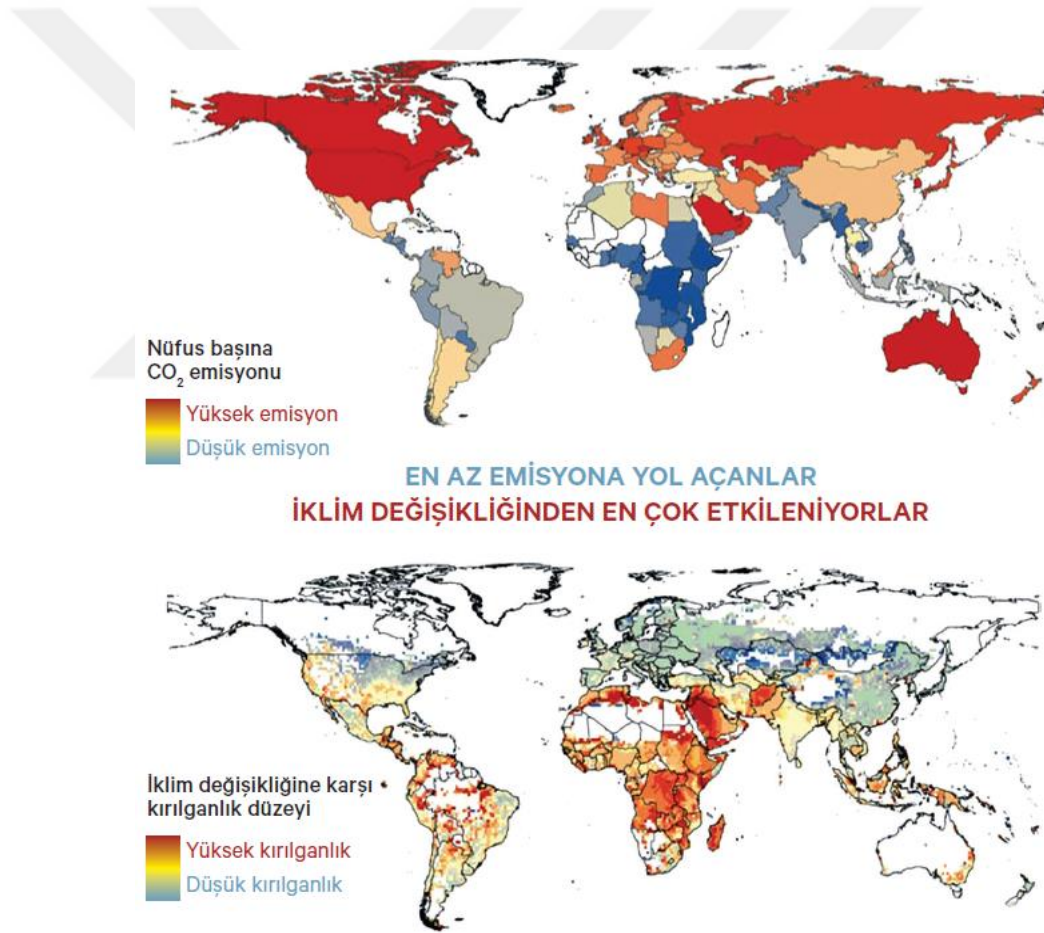 Nüfus başına
CO₂ emisyonu
Yüksek emisyon
Düşük emisyon
EN AZ EMİSYONA YOL AÇANLAR
İKLİM DEĞİŞİKLİĞİNDEN EN ÇOK ETKİLENİYORLAR
İklim değişikliğine karşı
kırılganlık düzeyi
Yüksek kırılganlık
Düşük kırılganlık